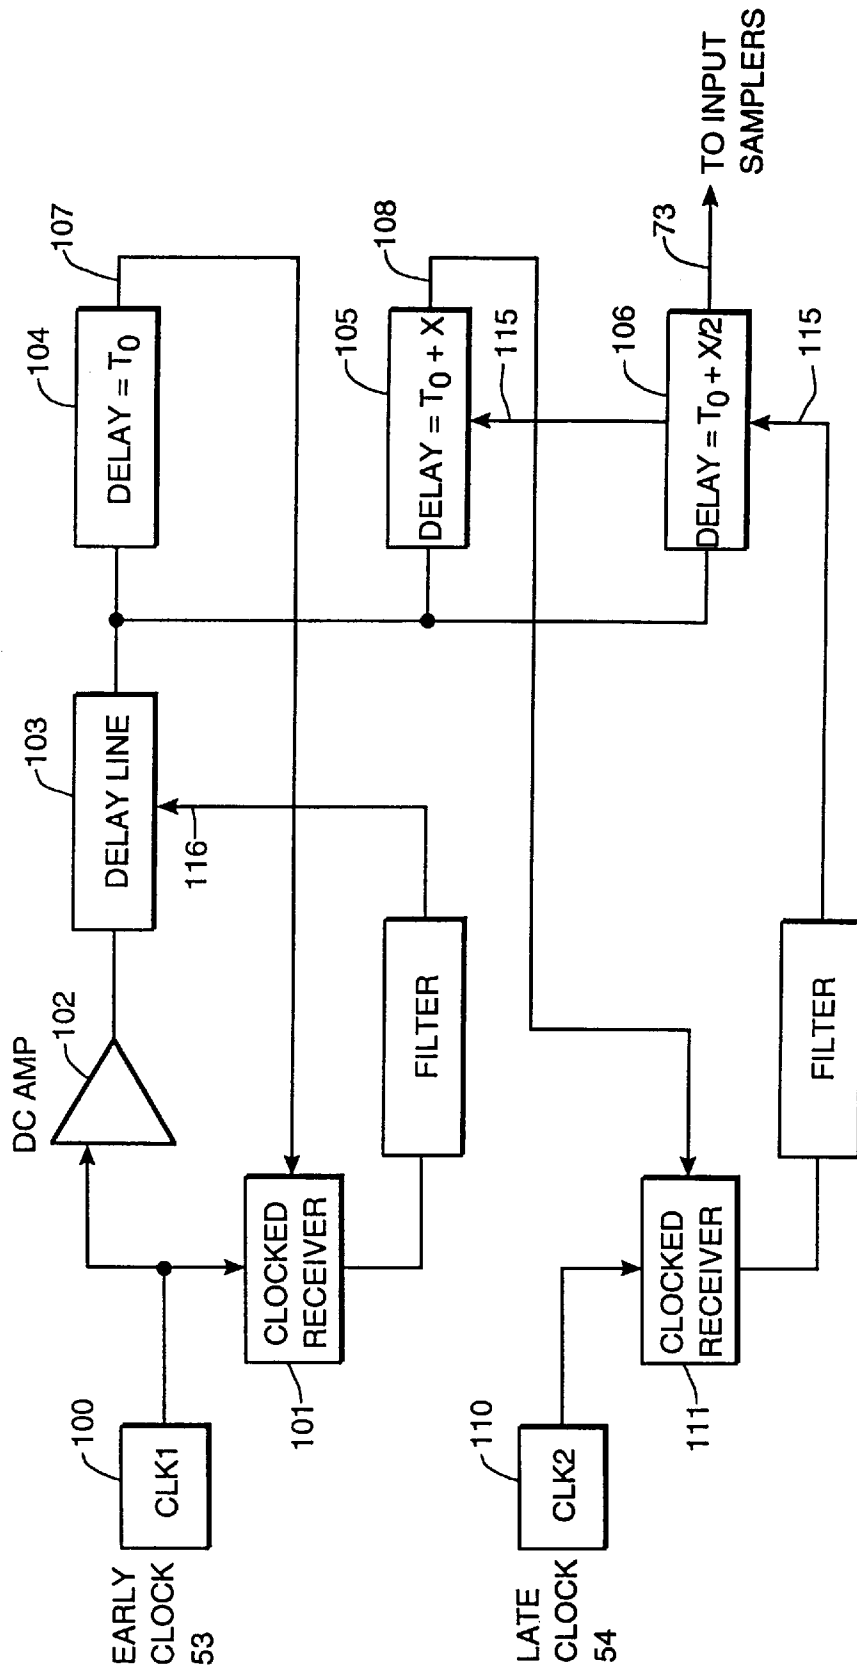 EARLY
CLOCK
53
100
CLK1
DC AMP
102
103
DELAY LINE
104
DELAY = T0
107
101
CLOCKED
RECEIVER
FILTER
116
105
DELAY = T0 + X
108
115
106
DELAY = T0 + X/2
73
TO INPUT
SAMPLERS
115
LATE
CLOCK
54
110
CLK2
111
CLOCKED
RECEIVER
FILTER